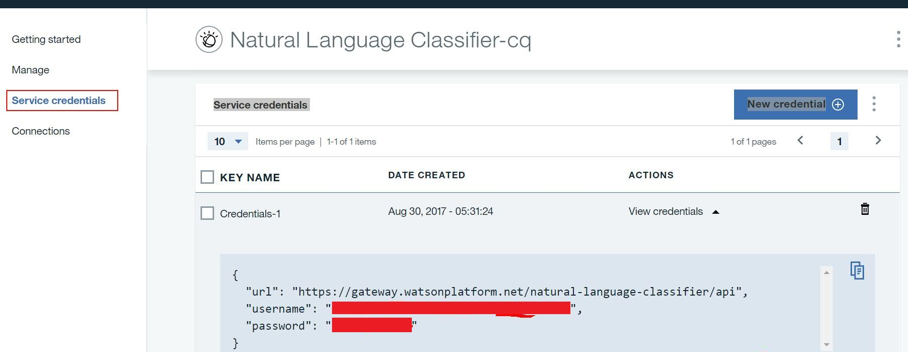 Natural Language Classifier-cq
Getting started
Manage
Service credentials
Connections
Service credentials
New credential
10 Items per page | 1-1 of 1 items 1 of 1 pages 1
KEY NAME DATE CREATED ACTIONS
Credentials-1 Aug 30, 2017 - 05:31:24 View credentials
{
"url": "https://gateway.watsonplatform.net/natural-language-classifier/api",
"username": "",
"password": ""
}